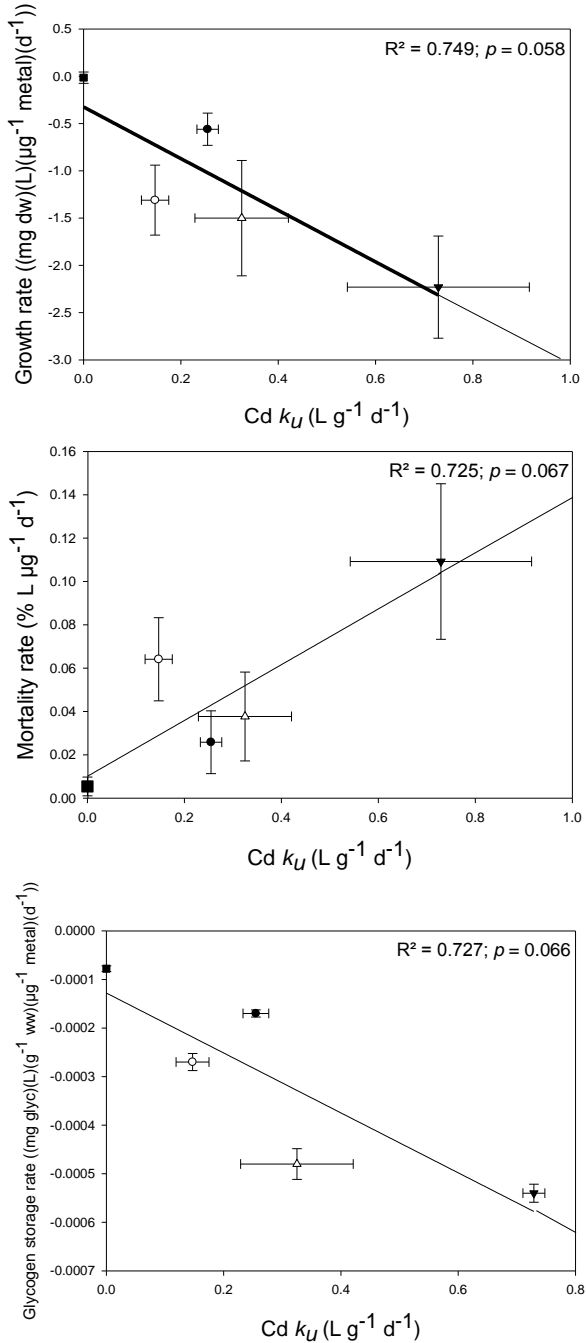 R² = 0.749; p = 0.058
Growth rate ((mg dw)(L)(µg⁻¹ metal)(d⁻¹))
0.5
0.0
-0.5
-1.0
-1.5
-2.0
-2.5
-3.0
0.0 0.2 0.4 0.6 0.8 1.0
Cd kᵤ (L g⁻¹ d⁻¹)
R² = 0.725; p = 0.067
Mortality rate (% L µg⁻¹ d⁻¹)
0.16
0.14
0.12
0.10
0.08
0.06
0.04
0.02
0.00
0.0 0.2 0.4 0.6 0.8 1.0
Cd kᵤ (L g⁻¹ d⁻¹)
R² = 0.727; p = 0.066
Glycogen storage rate ((mg glyc)(L)(g⁻¹ ww)(µg⁻¹ metal)(d⁻¹))
0.0000
-0.0001
-0.0002
-0.0003
-0.0004
-0.0005
-0.0006
-0.0007
0.0 0.2 0.4 0.6 0.8
Cd kᵤ (L g⁻¹ d⁻¹)